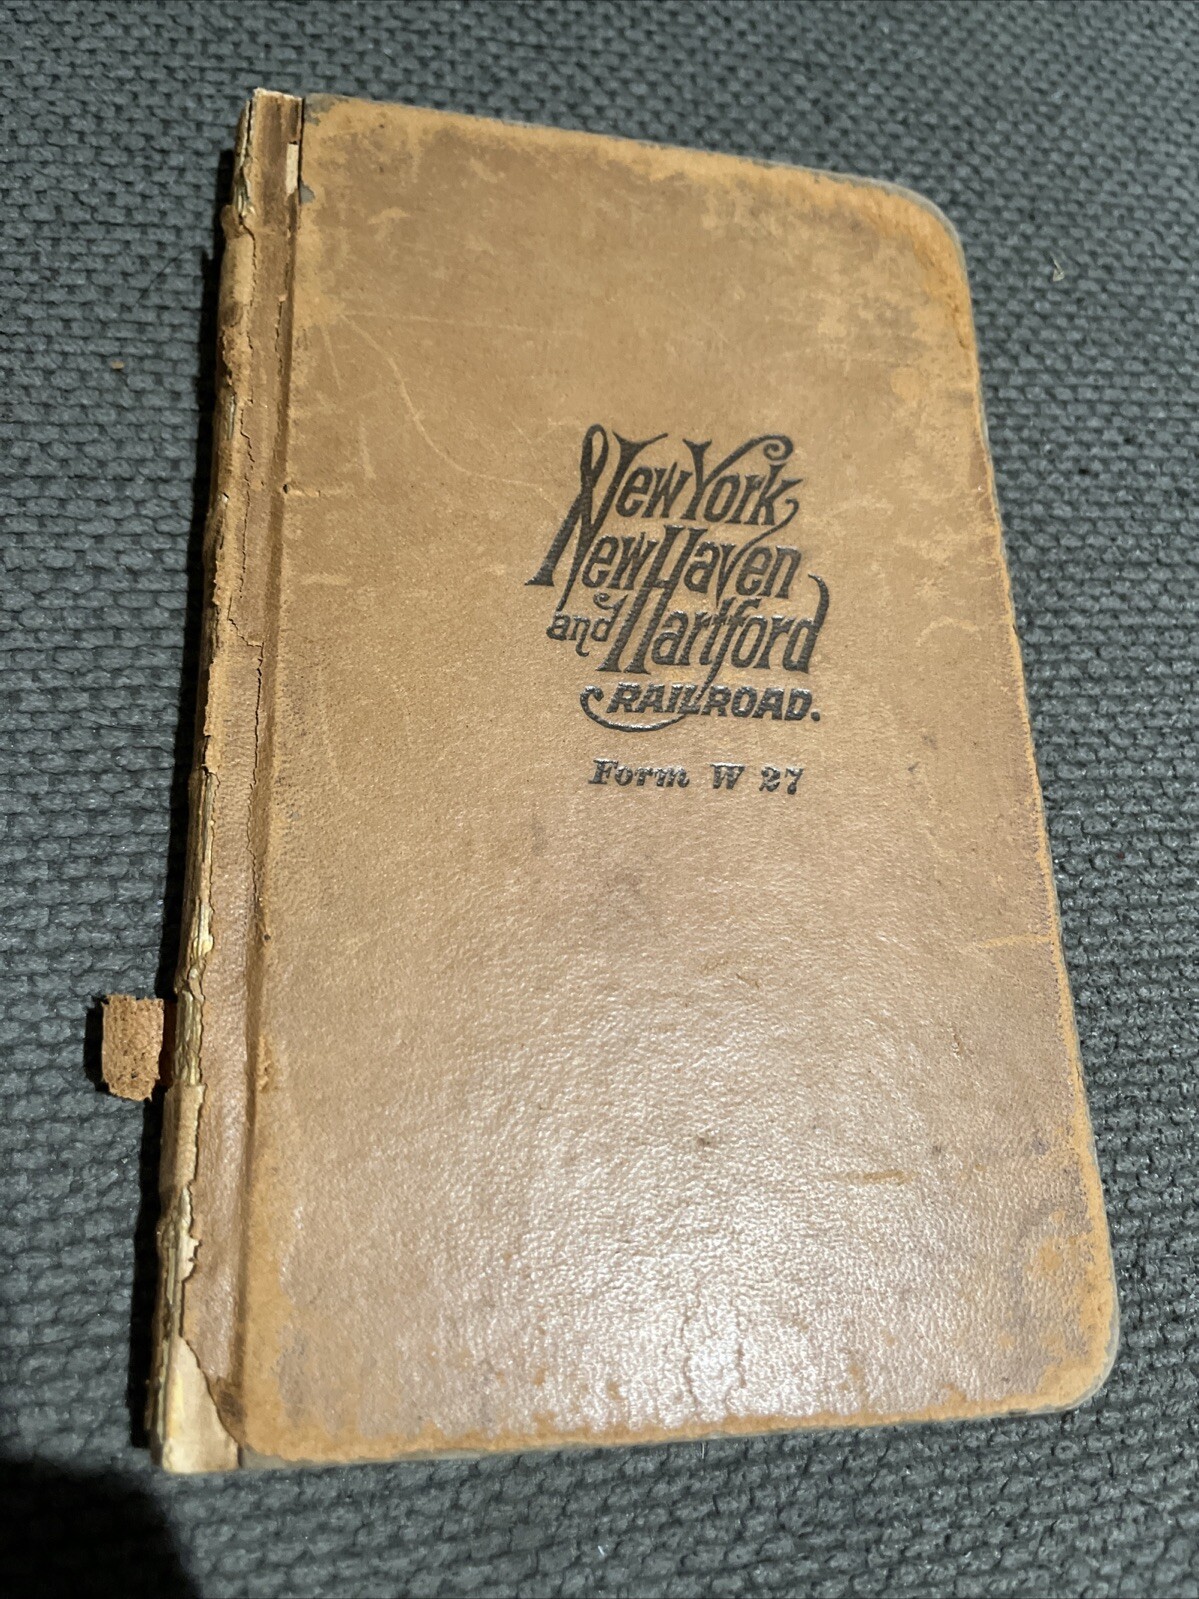 New York
New Haven
and Hartford
RAILROAD.
Form W 27